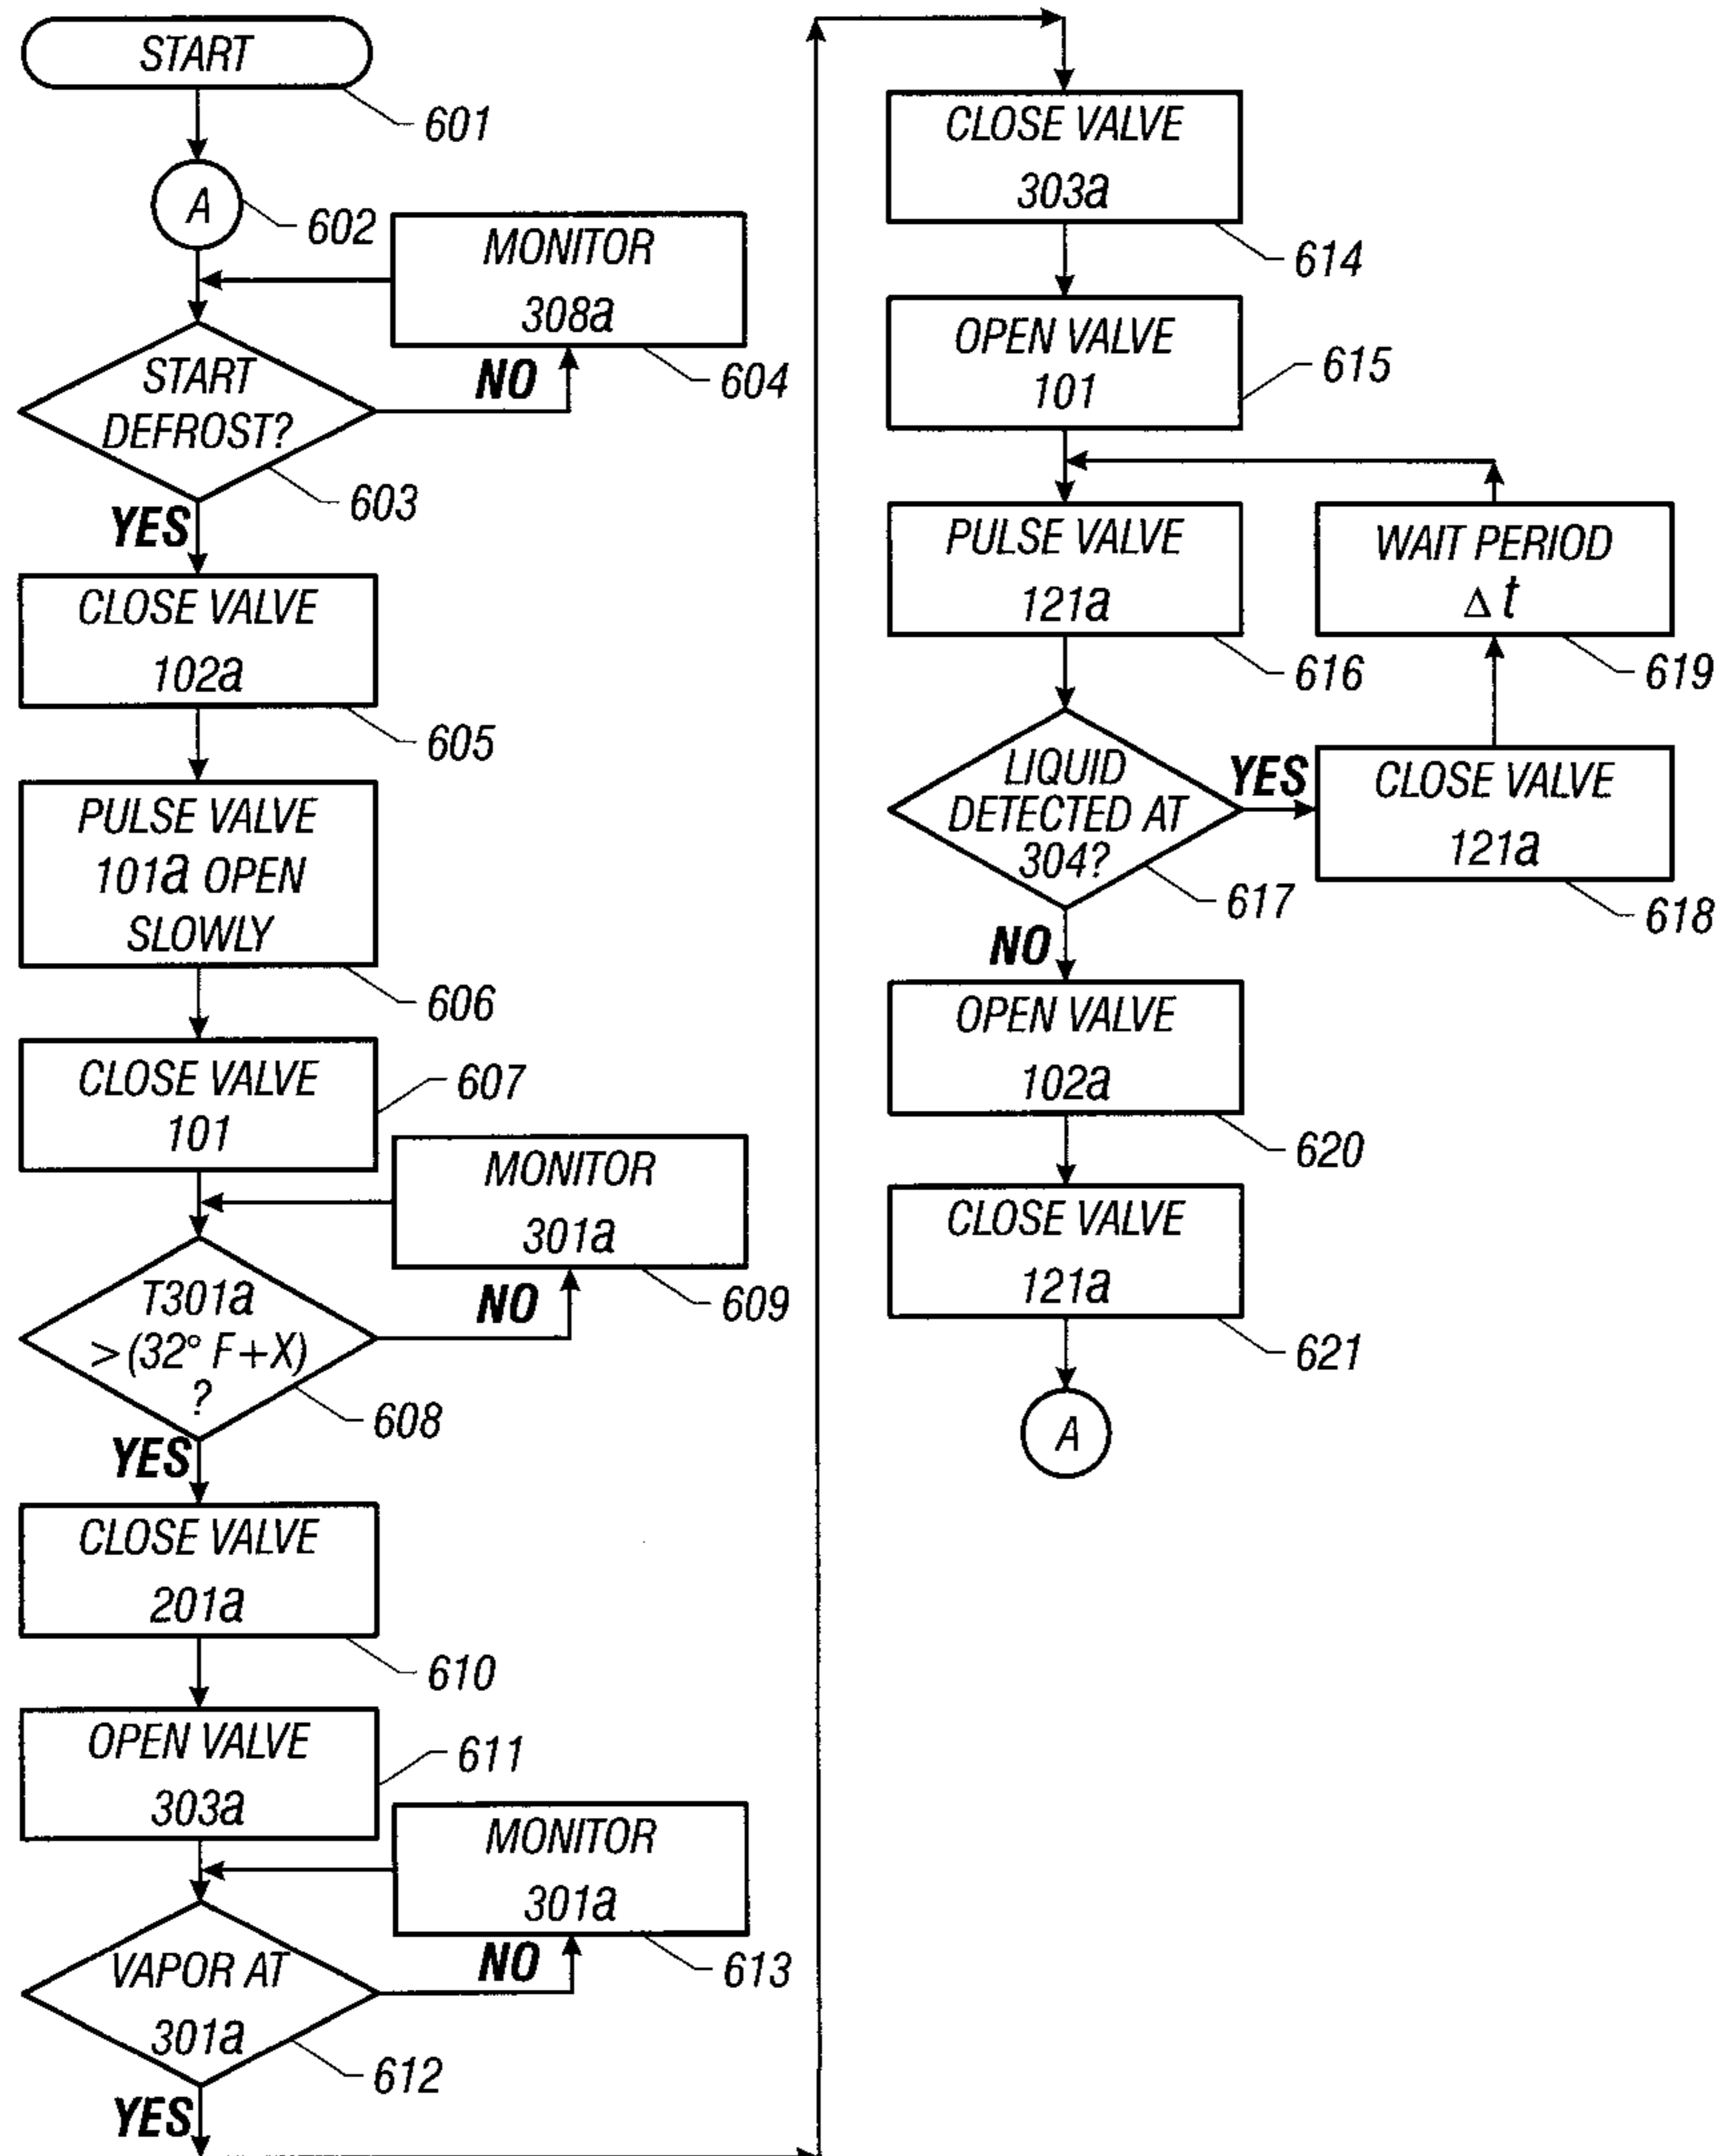 START
601
A
602
MONITOR
308a
604
START
DEFROST?
NO
603
YES
CLOSE VALVE
102a
605
PULSE VALVE
101a OPEN
SLOWLY
606
CLOSE VALVE
101
607
MONITOR
301a
609
T301a
>(32° F+X)
?
NO
608
YES
CLOSE VALVE
201a
610
OPEN VALVE
303a
611
MONITOR
301a
613
VAPOR AT
301a
NO
612
YES
CLOSE VALVE
303a
614
OPEN VALVE
101
615
PULSE VALVE
121a
616
WAIT PERIOD
Δt
619
LIQUID
DETECTED AT
304?
YES
617
CLOSE VALVE
121a
618
NO
OPEN VALVE
102a
620
CLOSE VALVE
121a
621
A